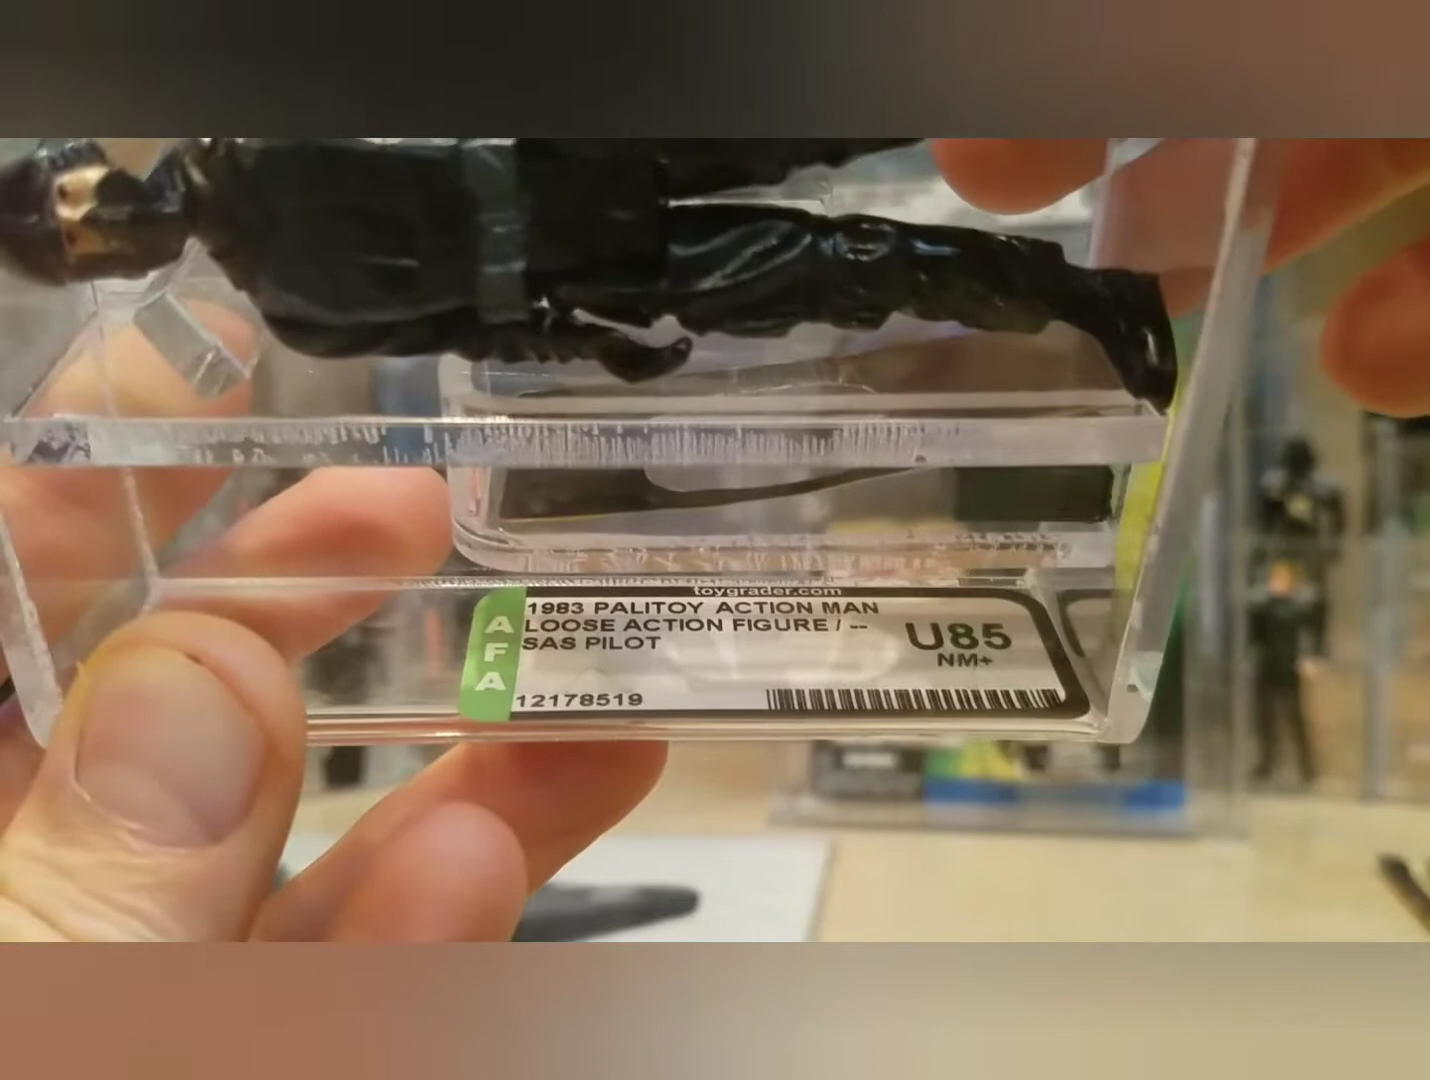 toygrader.com
AFA
1983 PALITOY ACTION MAN
LOOSE ACTION FIGURE / --
SAS PILOT
U85
NM+
12178519